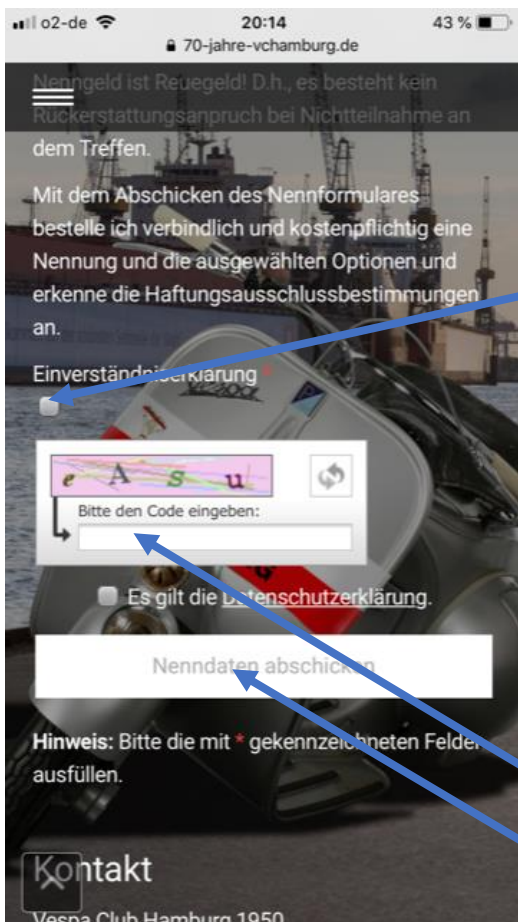 o2-de 20:14 43 %
70-jahre-vchamburg.de
Nenngeld ist Reuegeld! D.h., es besteht kein
Rückerstattungsanspruch bei Nichtteilnahme an
dem Treffen.
Mit dem Abschicken des Nennformulares
bestelle ich verbindlich und kostenpflichtig eine
Nennung und die ausgewählten Optionen und
erkenne die Haftungsausschlussbestimmungen
an.
Einverständniserklärung *
e A s u
Bitte den Code eingeben:
Es gilt die Datenschutzerklärung.
Nenndaten abschicken
Hinweis: Bitte die mit * gekennzeichneten Felder
ausfüllen.
Kontakt
Vespa Club Hamburg 1950